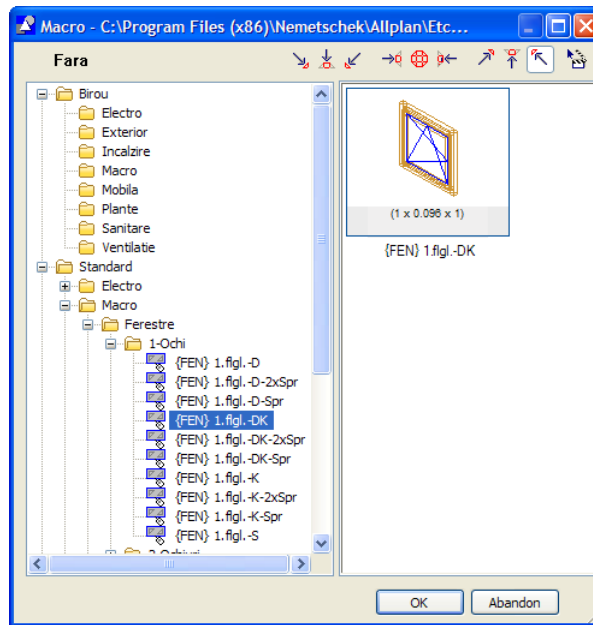 Macro - C:\Program Files (x86)\Nemetschek\Allplan\Etc...
Fara
Birou
Electro
Exterior
Incalzire
Macro
Mobila
Plante
Sanitare
Ventilatie
Standard
Electro
Macro
Ferestre
1-Ochi
{FEN} 1.flgl.-D
{FEN} 1.flgl.-D-2xSpr
{FEN} 1.flgl.-D-Spr
{FEN} 1.flgl.-DK
{FEN} 1.flgl.-DK-2xSpr
{FEN} 1.flgl.-DK-Spr
{FEN} 1.flgl.-K
{FEN} 1.flgl.-K-2xSpr
{FEN} 1.flgl.-K-Spr
{FEN} 1.flgl.-S
2-Ochiuri
(1 x 0.096 x 1)
{FEN} 1.flgl.-DK
OK
Abandon